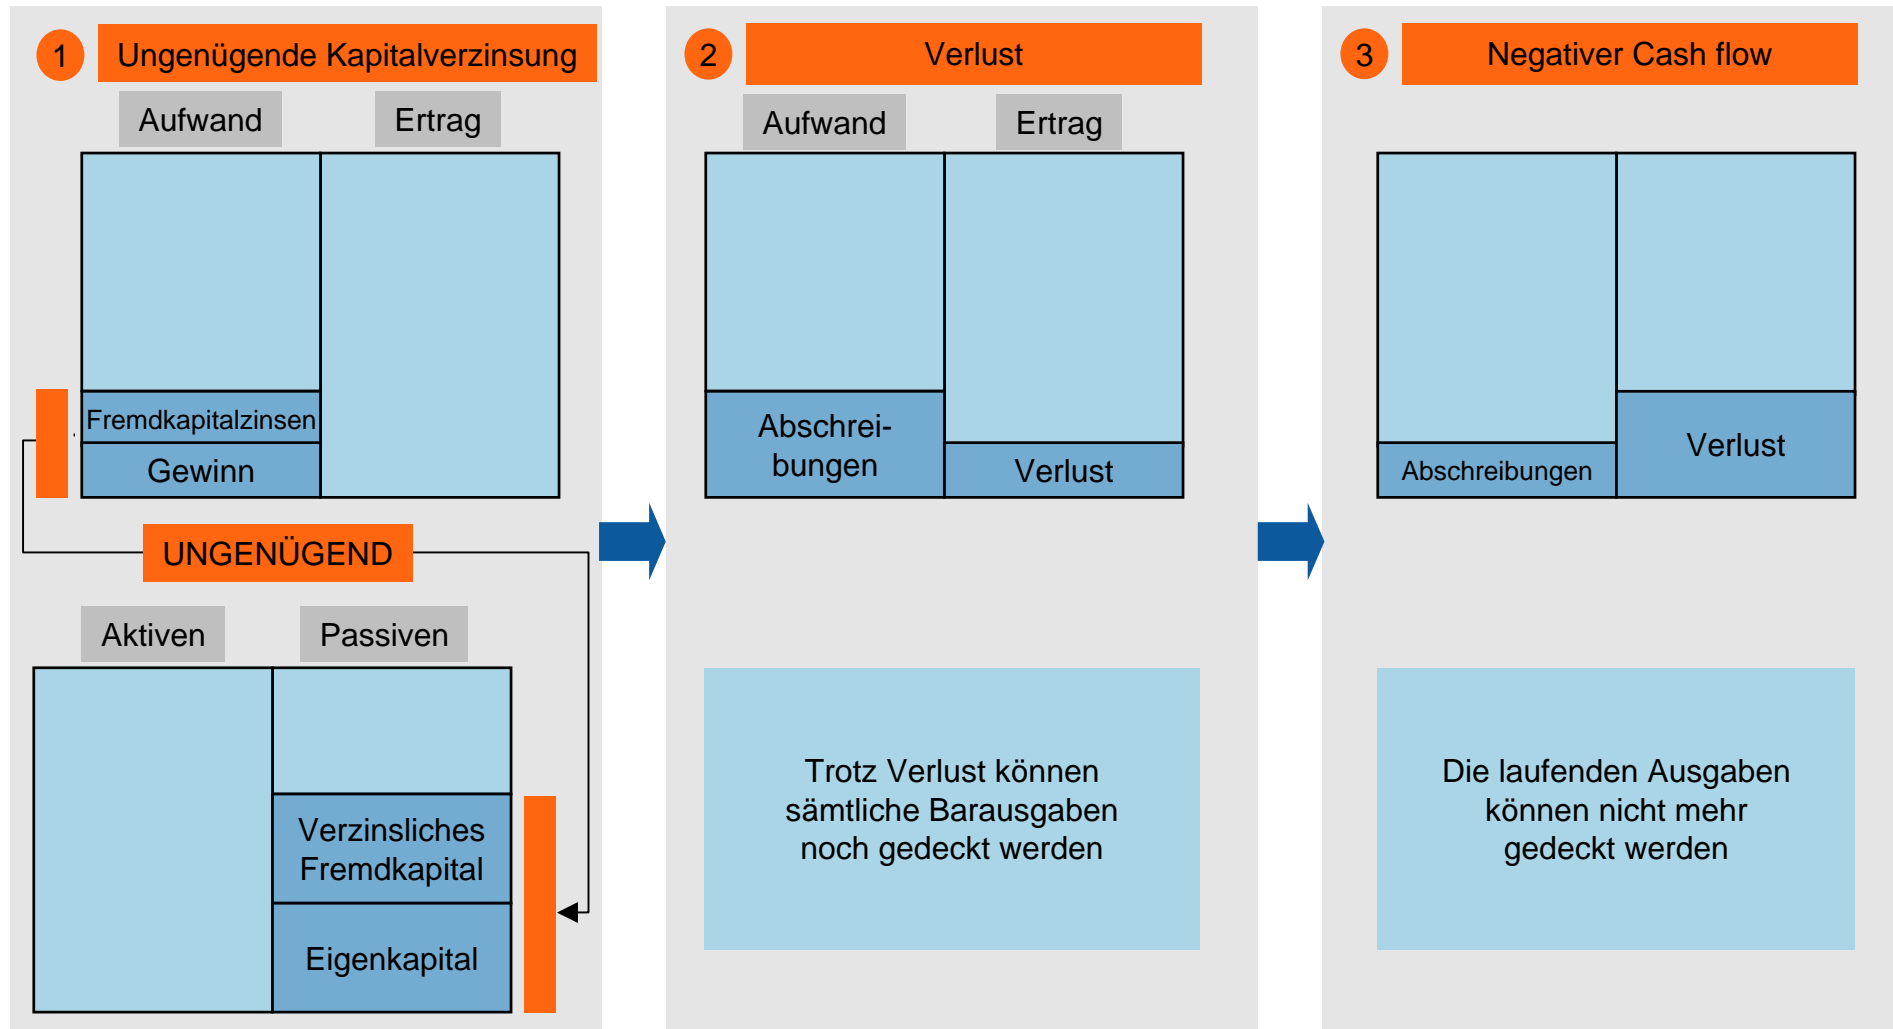 1
Ungenügende Kapitalverzinsung
Aufwand
Ertrag
Fremdkapitalzinsen
Gewinn
UNGENÜGEND
Aktiven
Passiven
Verzinsliches
Fremdkapital
Eigenkapital
2
Verlust
Aufwand
Ertrag
Abschrei-
bungen
Verlust
Trotz Verlust können
sämtliche Barausgaben
noch gedeckt werden
3
Negativer Cash flow
Abschreibungen
Verlust
Die laufenden Ausgaben
können nicht mehr
gedeckt werden